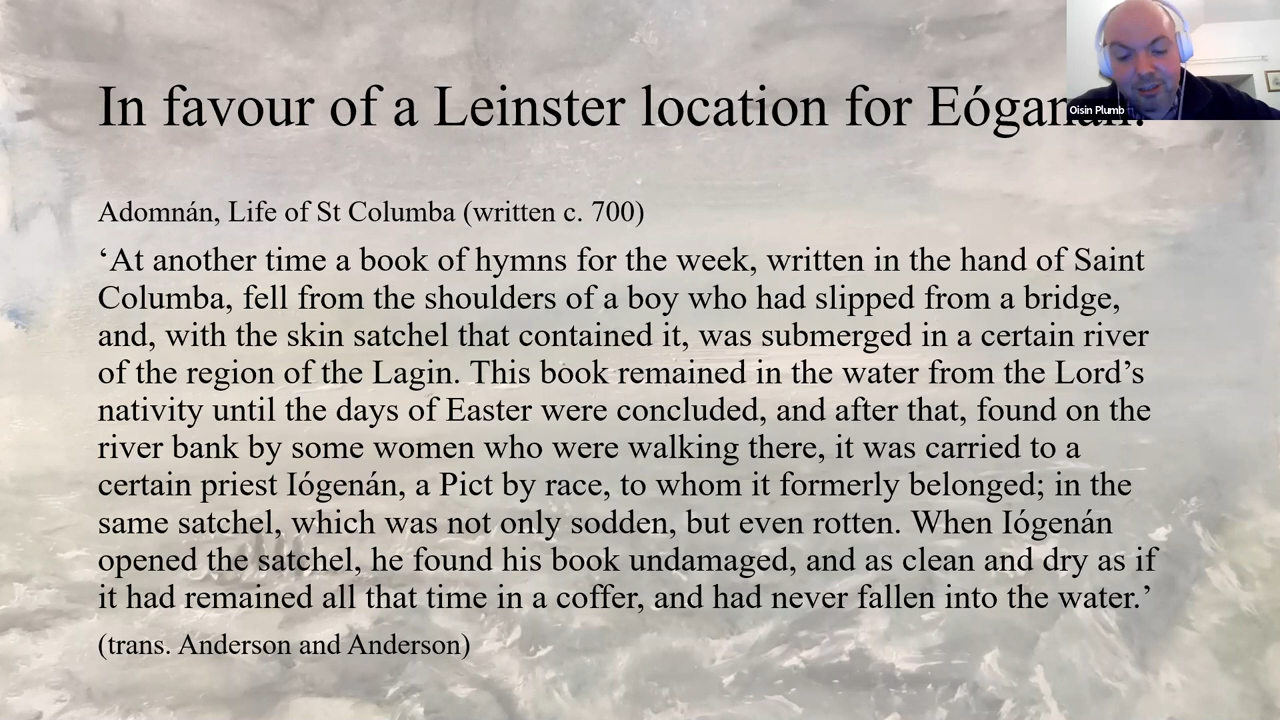 In favour of a Leinster location for
Oisin Plumb
Adomnán, Life of St Columba (written c. 700)
‘At another time a book of hymns for the week, written in the hand of Saint
Columba, fell from the shoulders of a boy who had slipped from a bridge,
and, with the skin satchel that contained it, was submerged in a certain river
of the region of the Lagin. This book remained in the water from the Lord’s
nativity until the days of Easter were concluded, and after that, found on the
river bank by some women who were walking there, it was carried to a
certain priest Iógenán, a Pict by race, to whom it formerly belonged; in the
same satchel, which was not only sodden, but even rotten. When Iógenán
opened the satchel, he found his book undamaged, and as clean and dry as if
it had remained all that time in a coffer, and had never fallen into the water.’
(trans. Anderson and Anderson)